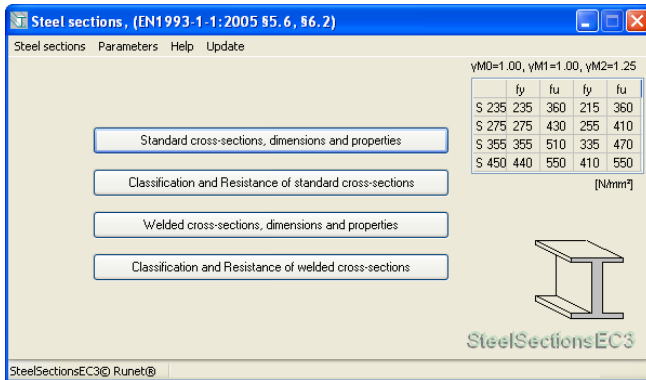 Steel sections, (EN1993-1-1:2005 §5.6, §6.2)
Steel sections Parameters Help Update
γM0=1.00, γM1=1.00, γM2=1.25
fy fu fy fu
S 235 235 360 215 360
S 275 275 430 255 410
S 355 355 510 335 470
S 450 440 550 410 550
[N/mm²]
Standard cross-sections, dimensions and properties
Classification and Resistance of standard cross-sections
Welded cross-sections, dimensions and properties
Classification and Resistance of welded cross-sections
SteelSectionsEC3
SteelSectionsEC3© Runet®